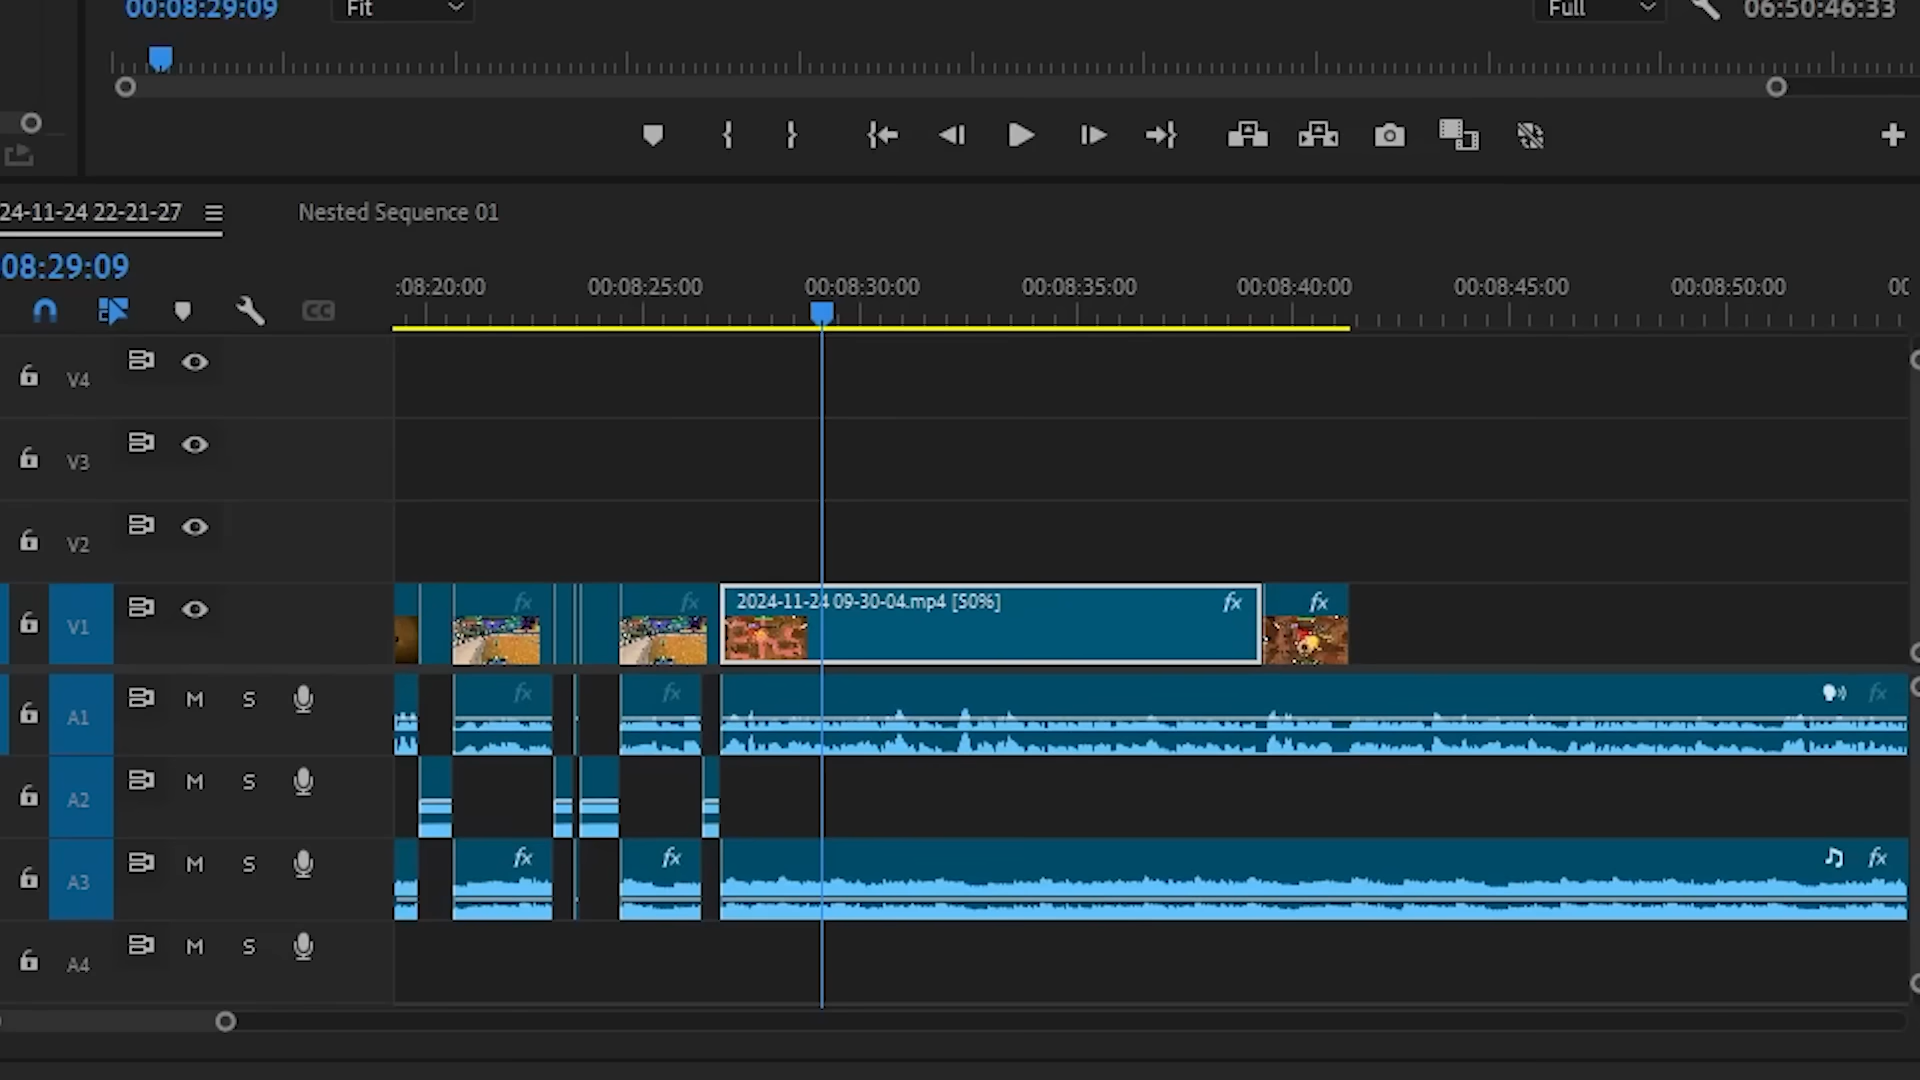 00:08:29:09 Fit Full 06:50:46:33
24-11-24 22-21-27 Nested Sequence 01
08:29:09
:08:20:00 00:08:25:00 00:08:30:00 00:08:35:00 00:08:40:00 00:08:45:00 00:08:50:00 00
CC
V4
V3
V2
fx fx 2024-11-24 09-30-04.mp4 [50%] fx fx
V1
M S fx fx fx
A1
M S
A2
M S fx fx fx
A3
M S
A4